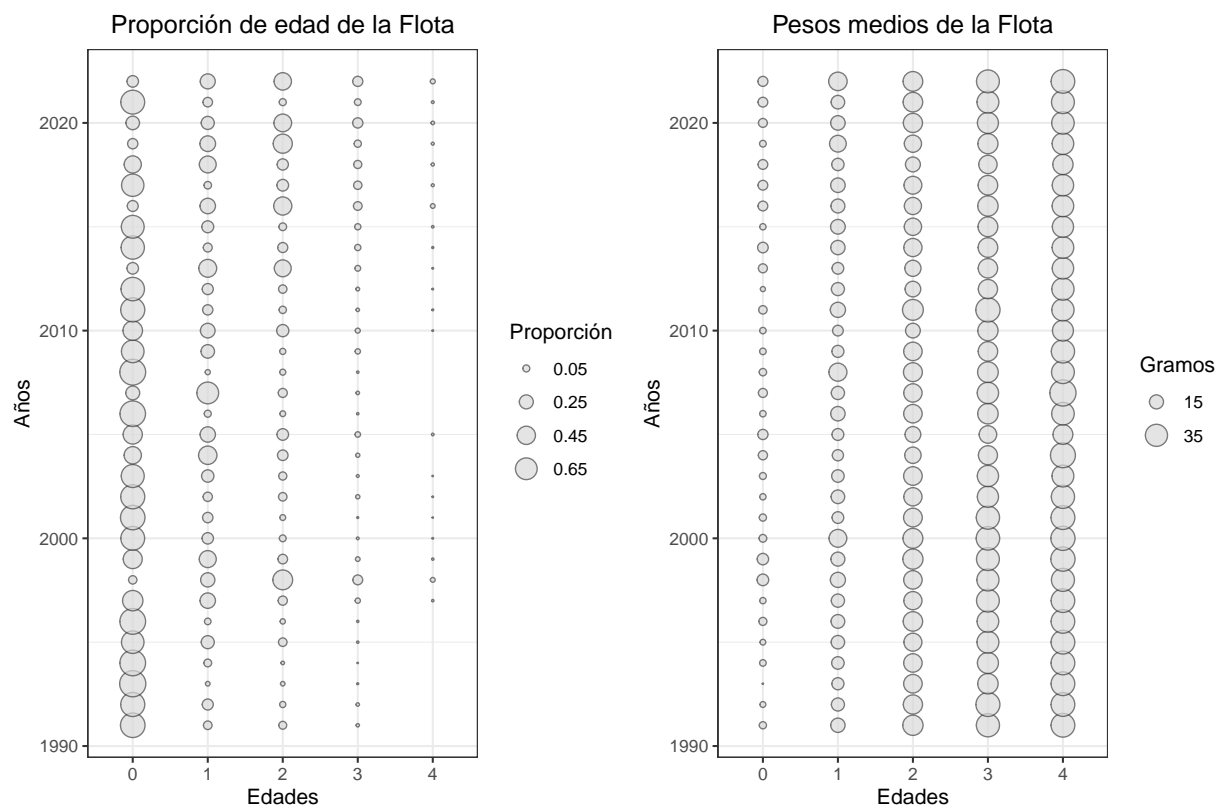 Proporción de edad de la Flota
Años
2020
2010
2000
1990
0 1 2 3 4
Edades
Proporción
0.05
0.25
0.45
0.65
Pesos medios de la Flota
Años
2020
2010
2000
1990
0 1 2 3 4
Edades
Gramos
15
35